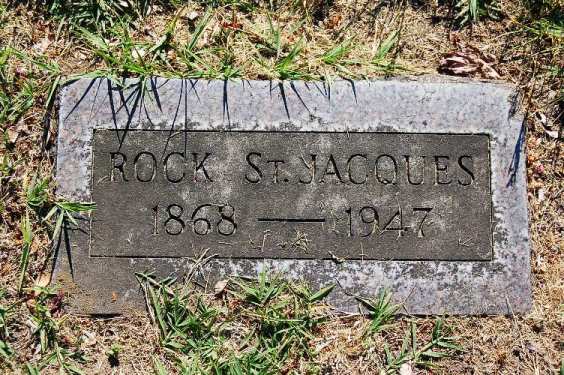 ROCK ST. JACQUES
1868 — 1947